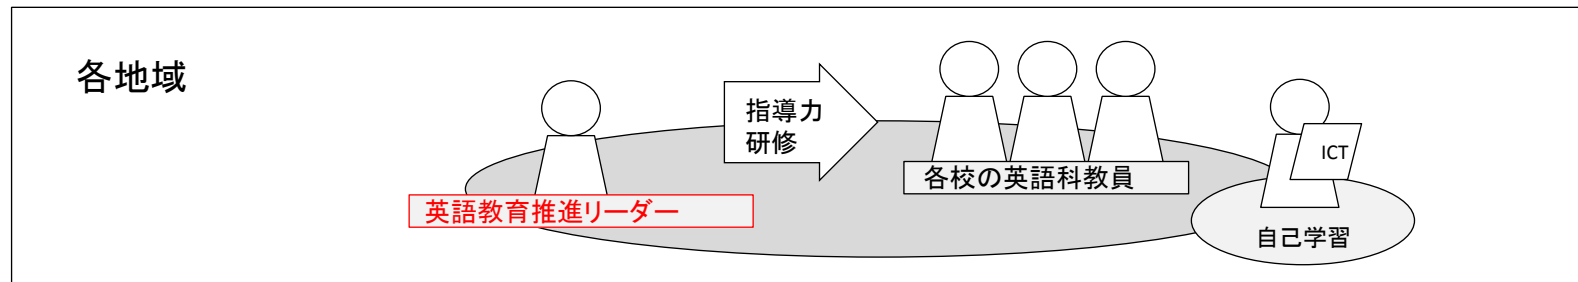 各地域
指導力
研修
ICT
各校の英語科教員
英語教育推進リーダー
自己学習